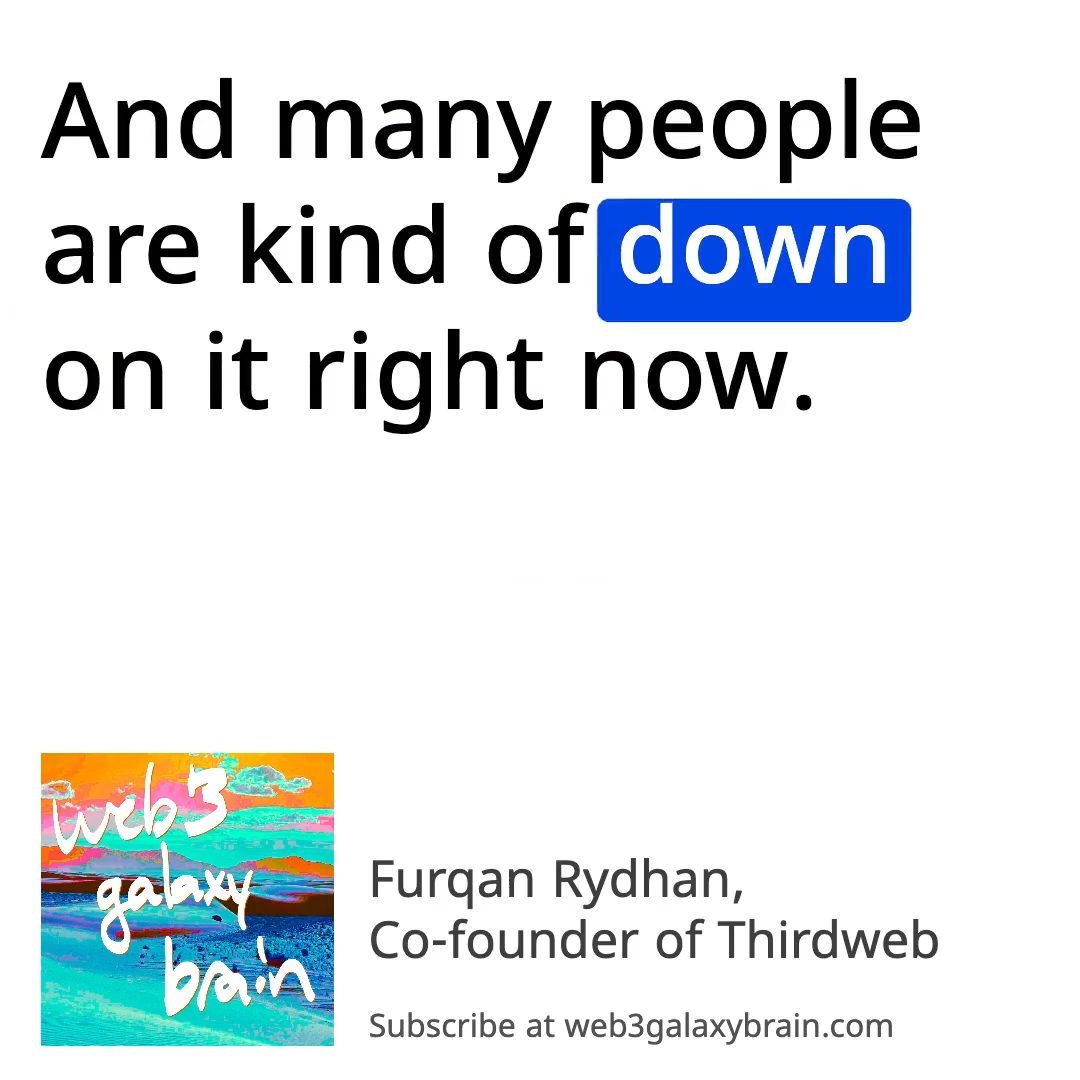 And many people
are kind of down
on it right now.
web3
galaxy
brain
Furqan Rydhan,
Co-founder of Thirdweb
Subscribe at web3galaxybrain.com